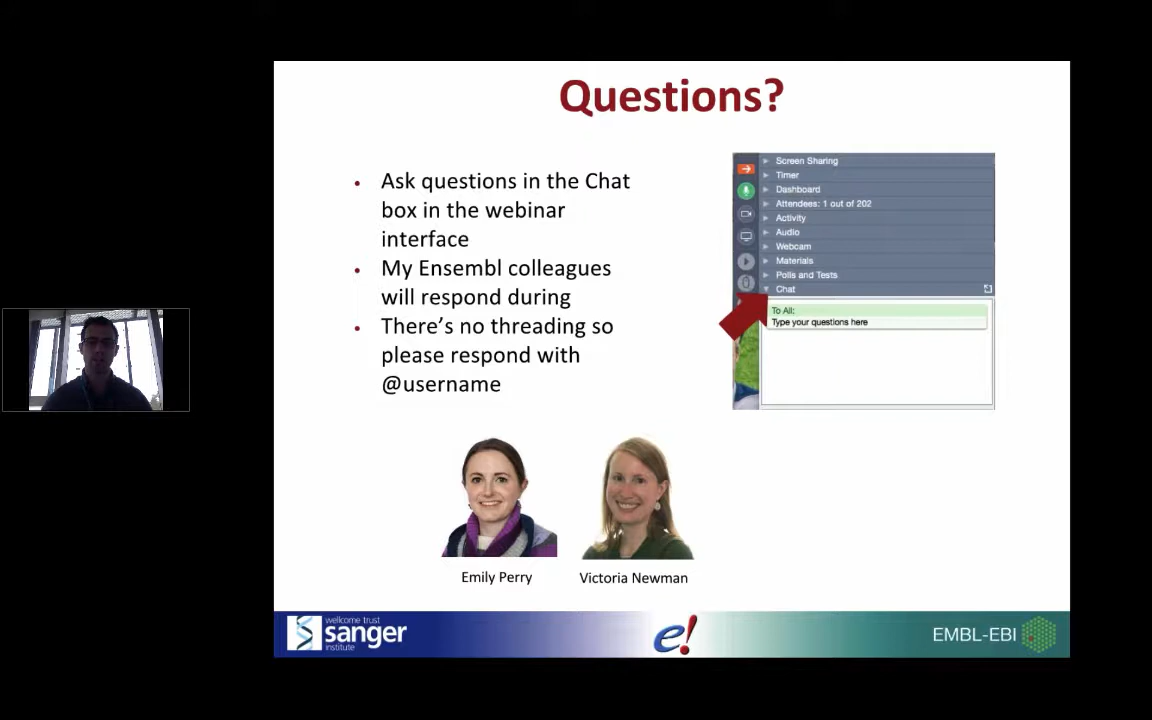 Questions?
• Ask questions in the Chat
box in the webinar
interface
• My Ensembl colleagues
will respond during
• There's no threading so
please respond with
@username
Screen Sharing
Timer
Dashboard
Attendees: 1 out of 202
Activity
Audio
Webcam
Materials
Polls and Tests
Chat
To All:
Type your questions here
Emily Perry
Victoria Newman
wellcome trust
sanger
institute
e!
EMBL-EBI